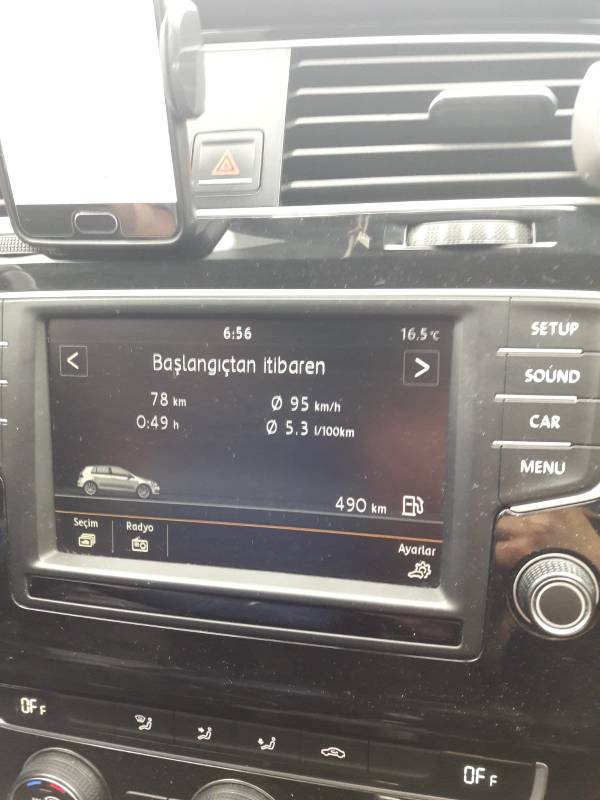 6:56
16.5°C
Başlangıçtan itibaren
78 km
Ø 95 km/h
0:49 h
Ø 5.3 l/100km
490 km
Seçim
Radyo
Ayarlar
SETUP
SOUND
CAR
MENU
OFF
OFF